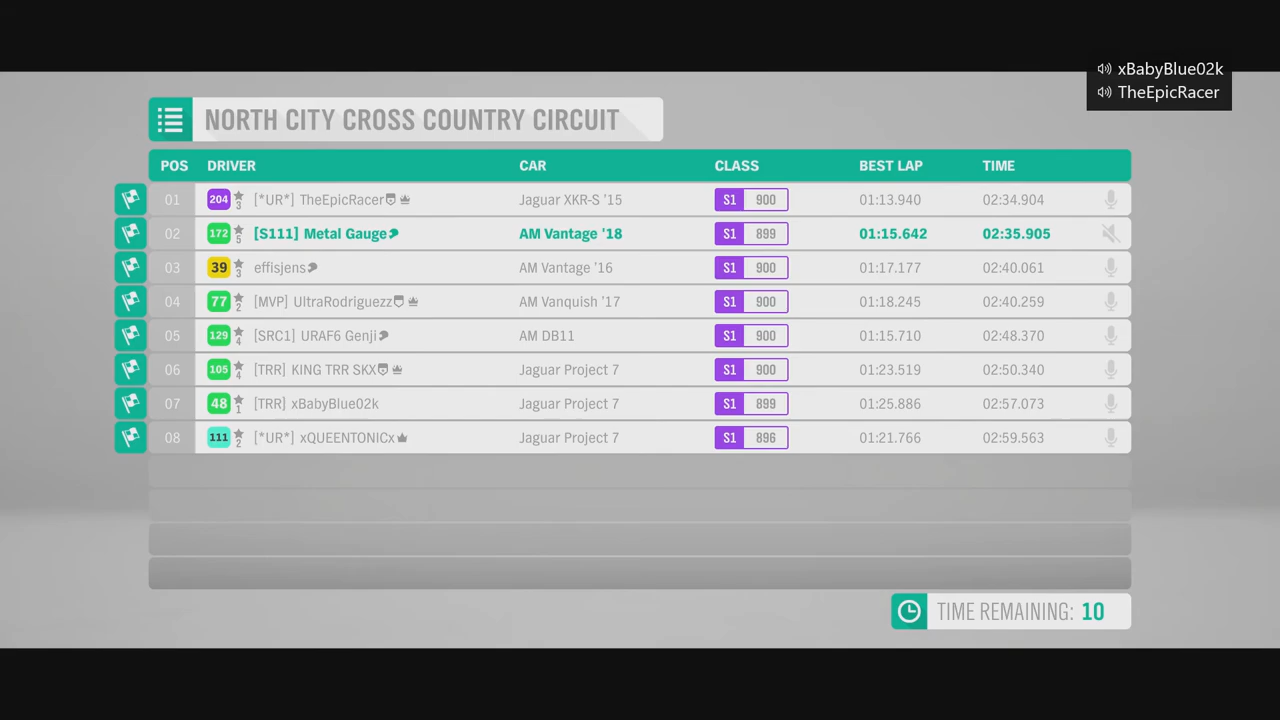 xBabyBlue02k
TheEpicRacer
NORTH CITY CROSS COUNTRY CIRCUIT
POS DRIVER CAR CLASS BEST LAP TIME
01 204 3 [*UR*] TheEpicRacer Jaguar XKR-S '15 S1 900 01:13.940 02:34.904
02 172 5 [S111] Metal Gauge AM Vantage '18 S1 899 01:15.642 02:35.905
03 39 3 effisjens AM Vantage '16 S1 900 01:17.177 02:40.061
04 77 2 [MVP] UltraRodriguezz AM Vanquish '17 S1 900 01:18.245 02:40.259
05 129 4 [SRC1] URAF6 Genji AM DB11 S1 900 01:15.710 02:48.370
06 105 4 [TRR] KING TRR SKX Jaguar Project 7 S1 900 01:23.519 02:50.340
07 48 1 [TRR] xBabyBlue02k Jaguar Project 7 S1 899 01:25.886 02:57.073
08 111 2 [*UR*] xQUEENTONICx Jaguar Project 7 S1 896 01:21.766 02:59.563
TIME REMAINING: 10